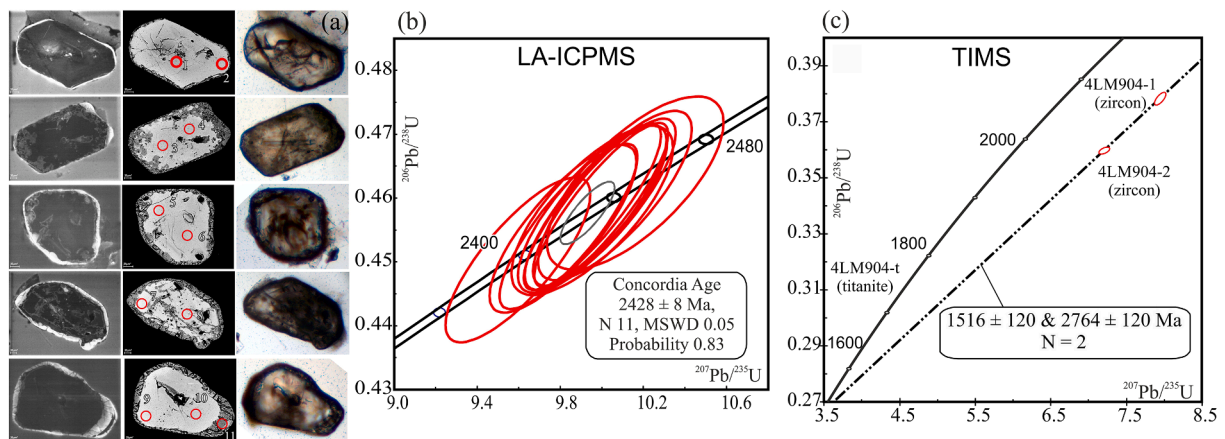 (a)
2
4
3
5
6
7
9
10
11
(b)
LA-ICPMS
0.48
0.47
0.46
0.45
0.44
0.43
²⁰⁶Pb/²³⁸U
2480
2400
Concordia Age
2428 ± 8 Ma,
N 11, MSWD 0.05
Probability 0.83
²⁰⁷Pb/²³⁵U
9.0
9.4
9.8
10.2
10.6
(c)
TIMS
0.39
0.37
0.35
0.33
0.31
0.29
0.27
²⁰⁶Pb/²³⁸U
4LM904-1
(zircon)
2000
4LM904-2
(zircon)
1800
4LM904-t
(titanite)
1600
1516 ± 120 & 2764 ± 120 Ma
N = 2
²⁰⁷Pb/²³⁵U
3.5
4.5
5.5
6.5
7.5
8.5